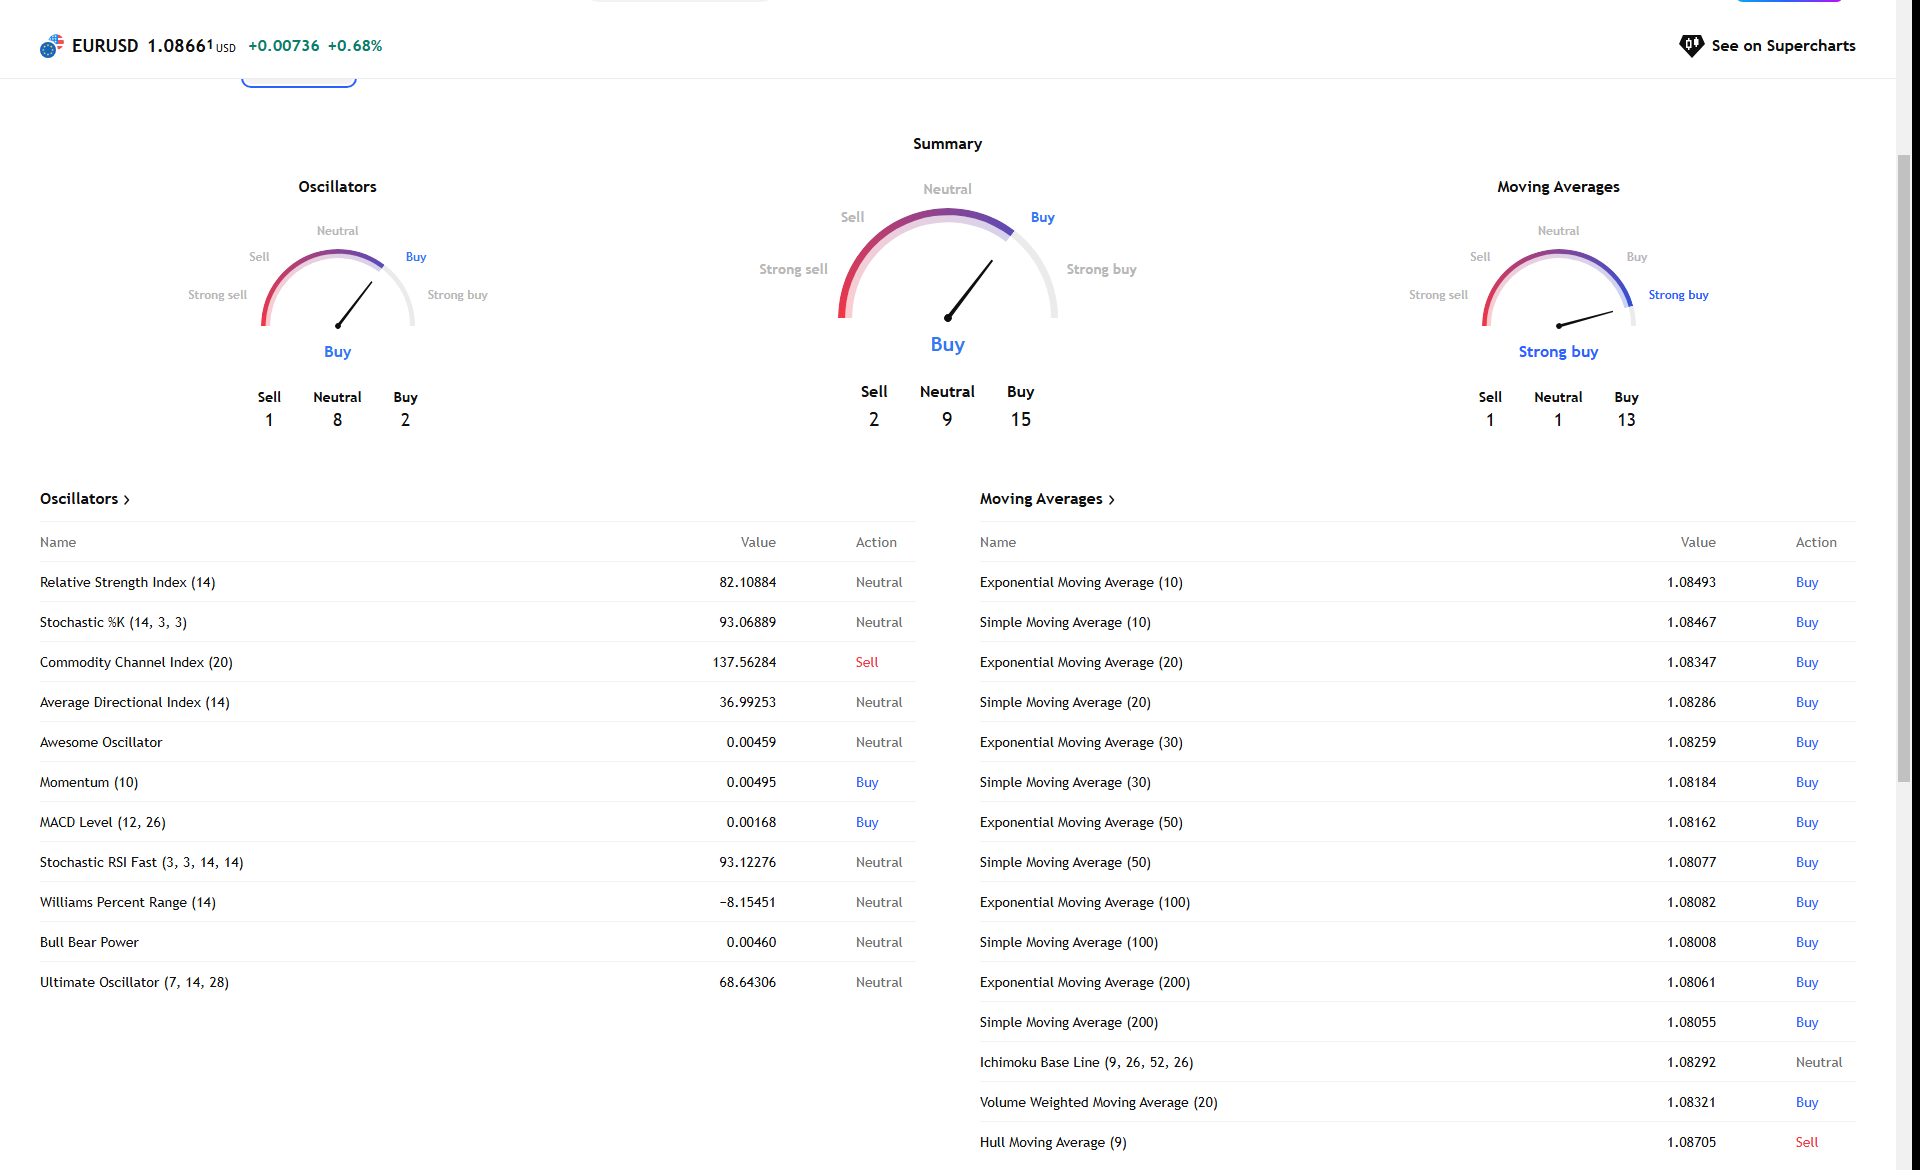 EURUSD 1.08661 USD +0.00736 +0.68%
See on Supercharts
Summary
Neutral
Sell
Buy
Strong sell
Strong buy
Buy
Sell Neutral Buy
2 9 15
Oscillators
Neutral
Sell
Buy
Strong sell
Strong buy
Buy
Sell Neutral Buy
1 8 2
Moving Averages
Neutral
Sell
Buy
Strong sell
Strong buy
Strong buy
Sell Neutral Buy
1 1 13
Oscillators >
Name Value Action
Relative Strength Index (14) 82.10884 Neutral
Stochastic %K (14, 3, 3) 93.06889 Neutral
Commodity Channel Index (20) 137.56284 Sell
Average Directional Index (14) 36.99253 Neutral
Awesome Oscillator 0.00459 Neutral
Momentum (10) 0.00495 Buy
MACD Level (12, 26) 0.00168 Buy
Stochastic RSI Fast (3, 3, 14, 14) 93.12276 Neutral
Williams Percent Range (14) −8.15451 Neutral
Bull Bear Power 0.00460 Neutral
Ultimate Oscillator (7, 14, 28) 68.64306 Neutral
Moving Averages >
Name Value Action
Exponential Moving Average (10) 1.08493 Buy
Simple Moving Average (10) 1.08467 Buy
Exponential Moving Average (20) 1.08347 Buy
Simple Moving Average (20) 1.08286 Buy
Exponential Moving Average (30) 1.08259 Buy
Simple Moving Average (30) 1.08184 Buy
Exponential Moving Average (50) 1.08162 Buy
Simple Moving Average (50) 1.08077 Buy
Exponential Moving Average (100) 1.08082 Buy
Simple Moving Average (100) 1.08008 Buy
Exponential Moving Average (200) 1.08061 Buy
Simple Moving Average (200) 1.08055 Buy
Ichimoku Base Line (9, 26, 52, 26) 1.08292 Neutral
Volume Weighted Moving Average (20) 1.08321 Buy
Hull Moving Average (9) 1.08705 Sell